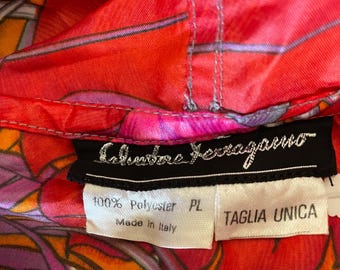 Salvatore Ferragamo
100% Polyester PL
Made in Italy
TAGLIA UNICA